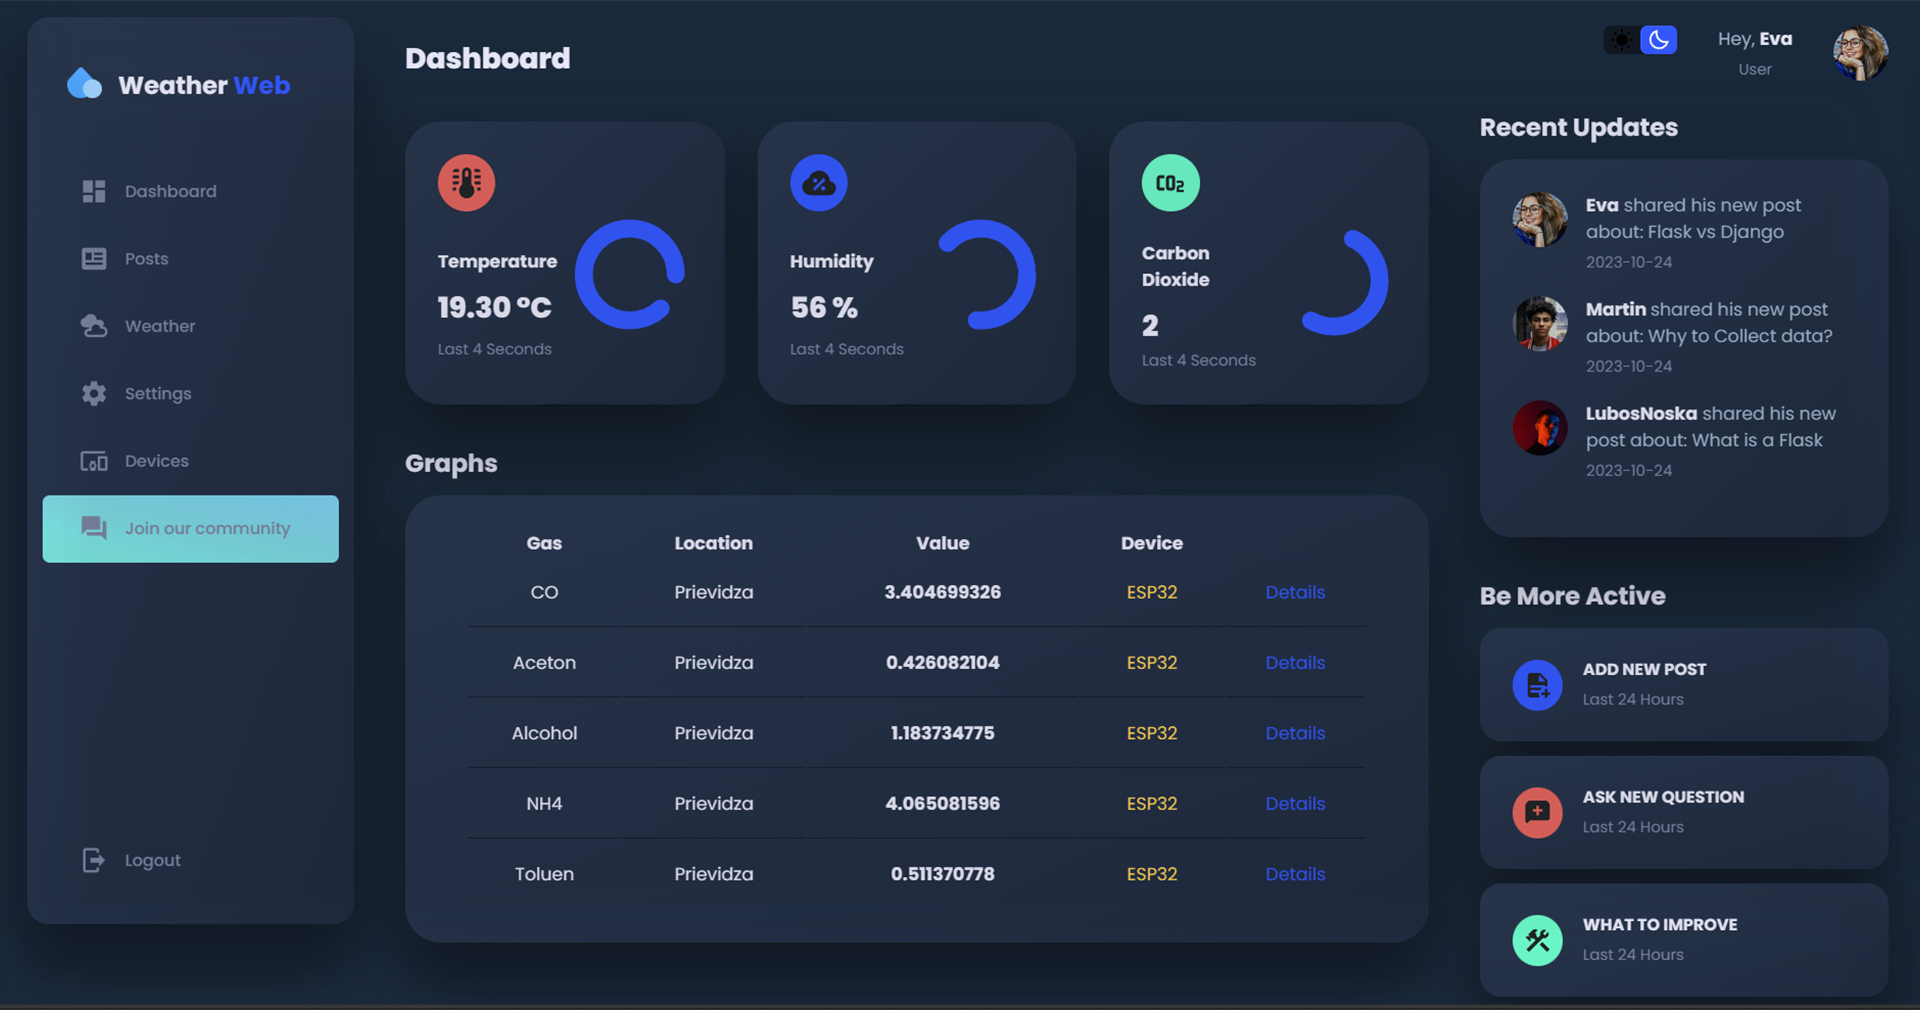 Weather Web
Dashboard
Posts
Weather
Settings
Devices
Join our community
Logout
Dashboard
Temperature
19.30 °C
Last 4 Seconds
Humidity
56 %
Last 4 Seconds
CO2
Carbon
Dioxide
2
Last 4 Seconds
Graphs
Gas Location Value Device
CO Prievidza 3.404699326 ESP32 Details
Aceton Prievidza 0.426082104 ESP32 Details
Alcohol Prievidza 1.183734775 ESP32 Details
NH4 Prievidza 4.065081596 ESP32 Details
Toluen Prievidza 0.511370778 ESP32 Details
Hey, Eva
User
Recent Updates
Eva shared his new post
about: Flask vs Django
2023-10-24
Martin shared his new post
about: Why to Collect data?
2023-10-24
LubosNoska shared his new
post about: What is a Flask
2023-10-24
Be More Active
ADD NEW POST
Last 24 Hours
ASK NEW QUESTION
Last 24 Hours
WHAT TO IMPROVE
Last 24 Hours